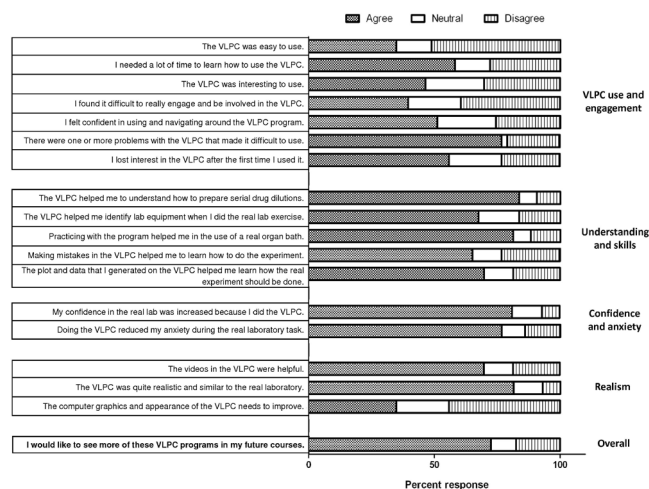 Agree Neutral Disagree
The VLPC was easy to use.
I needed a lot of time to learn how to use the VLPC.
The VLPC was interesting to use.
I found it difficult to really engage and be involved in the VLPC.
I felt confident in using and navigating around the VLPC program.
There were one or more problems with the VLPC that made it difficult to use.
I lost interest in the VLPC after the first time I used it.
VLPC use and
engagement
The VLPC helped me to understand how to prepare serial drug dilutions.
The VLPC helped me identify lab equipment when I did the real lab exercise.
Practicing with the program helped me in the use of a real organ bath.
Making mistakes in the VLPC helped me to learn how to do the experiment.
The plot and data that I generated on the VLPC helped me learn how the real
experiment should be done.
Understanding
and skills
My confidence in the real lab was increased because I did the VLPC.
Doing the VLPC reduced my anxiety during the real laboratory task.
Confidence
and anxiety
The videos in the VLPC were helpful.
The VLPC was quite realistic and similar to the real laboratory.
The computer graphics and appearance of the VLPC needs to improve.
Realism
I would like to see more of these VLPC programs in my future courses.
Overall
0 50 100
Percent response